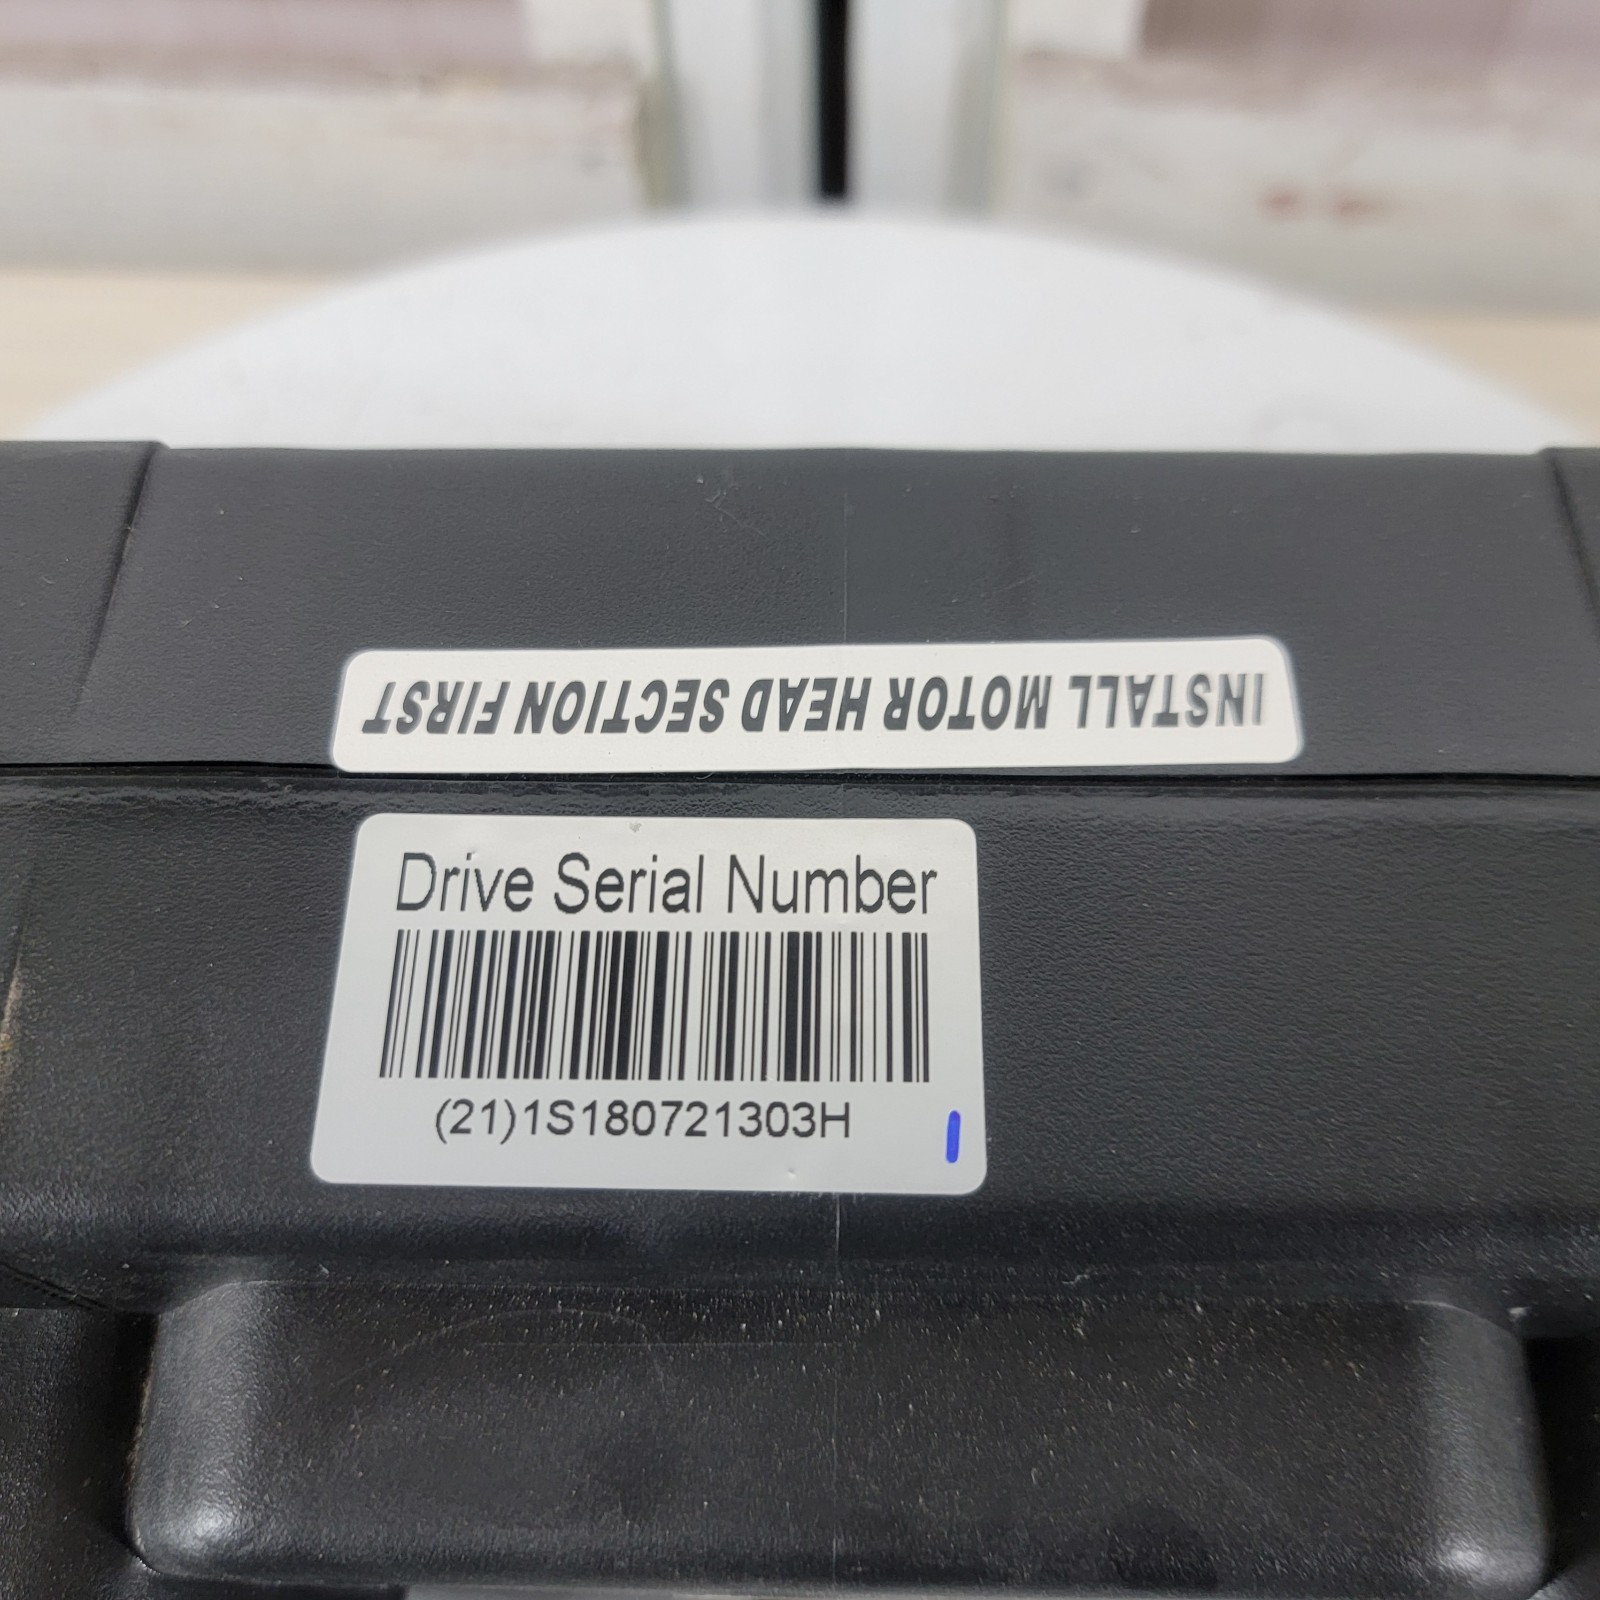 INSTALL MOTOR HEAD SECTION FIRST
Drive Serial Number
(21)1S180721303H